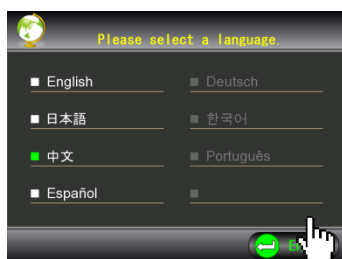 Please select a language.
English
Deutsch
日本語
한국어
中文
Português
Español